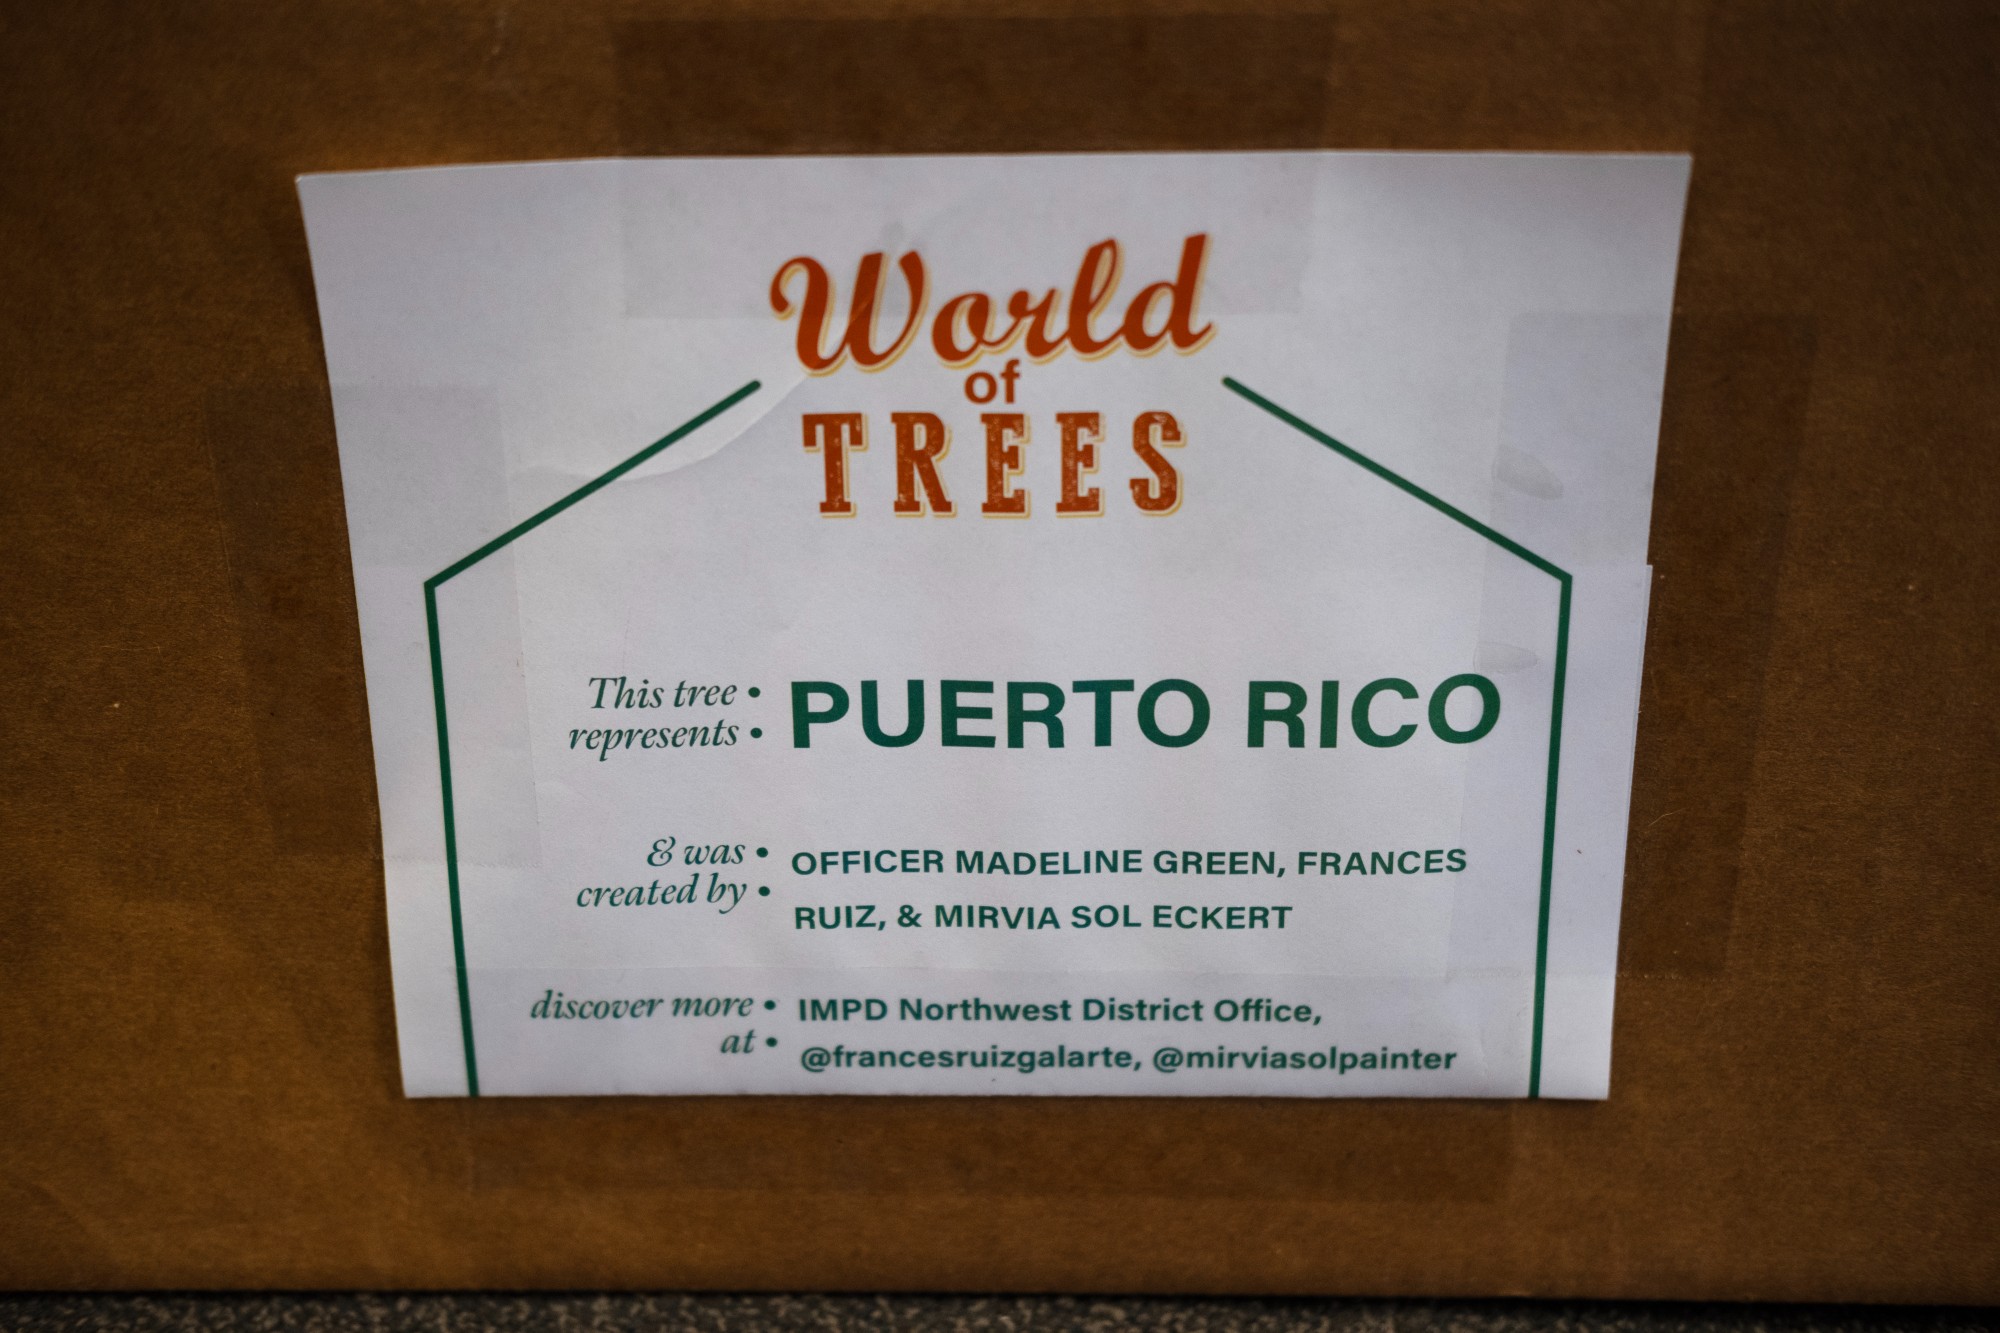 World
of
TREES
This tree • PUERTO RICO
represents •
& was • OFFICER MADELINE GREEN, FRANCES
created by • RUIZ, & MIRVIA SOL ECKERT
discover more • IMPD Northwest District Office,
at • @francesruizgalarte, @mirviasolpainter